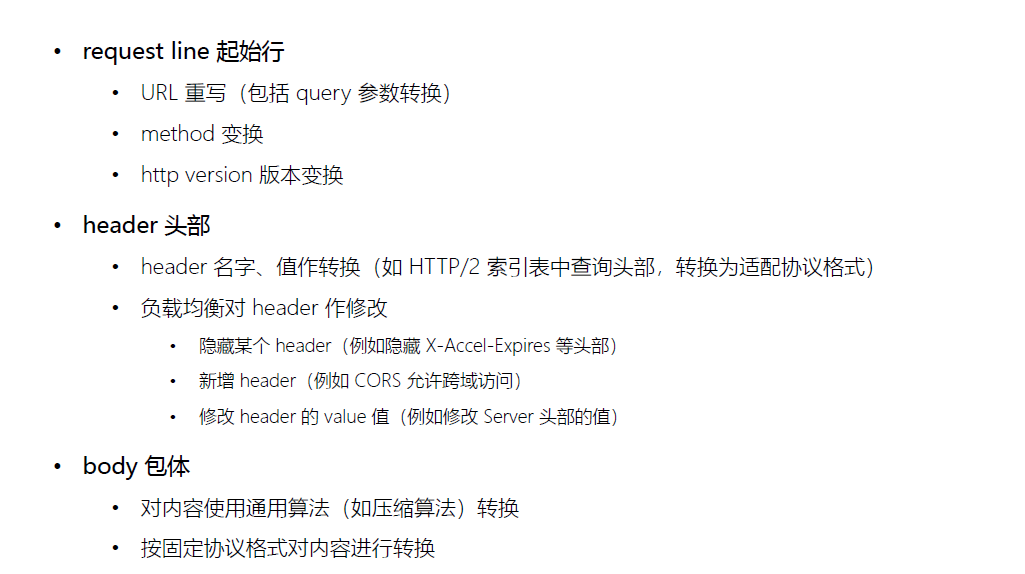 • request line 起始行
• URL 重写（包括 query 参数转换）
• method 变换
• http version 版本变换
• header 头部
• header 名字、值作转换（如 HTTP/2 索引表中查询头部，转换为适配协议格式）
• 负载均衡对 header 作修改
• 隐藏某个 header（例如隐藏 X-Accel-Expires 等头部）
• 新增 header（例如 CORS 允许跨域访问）
• 修改 header 的 value 值（例如修改 Server 头部的值）
• body 包体
• 对内容使用通用算法（如压缩算法）转换
• 按固定协议格式对内容进行转换